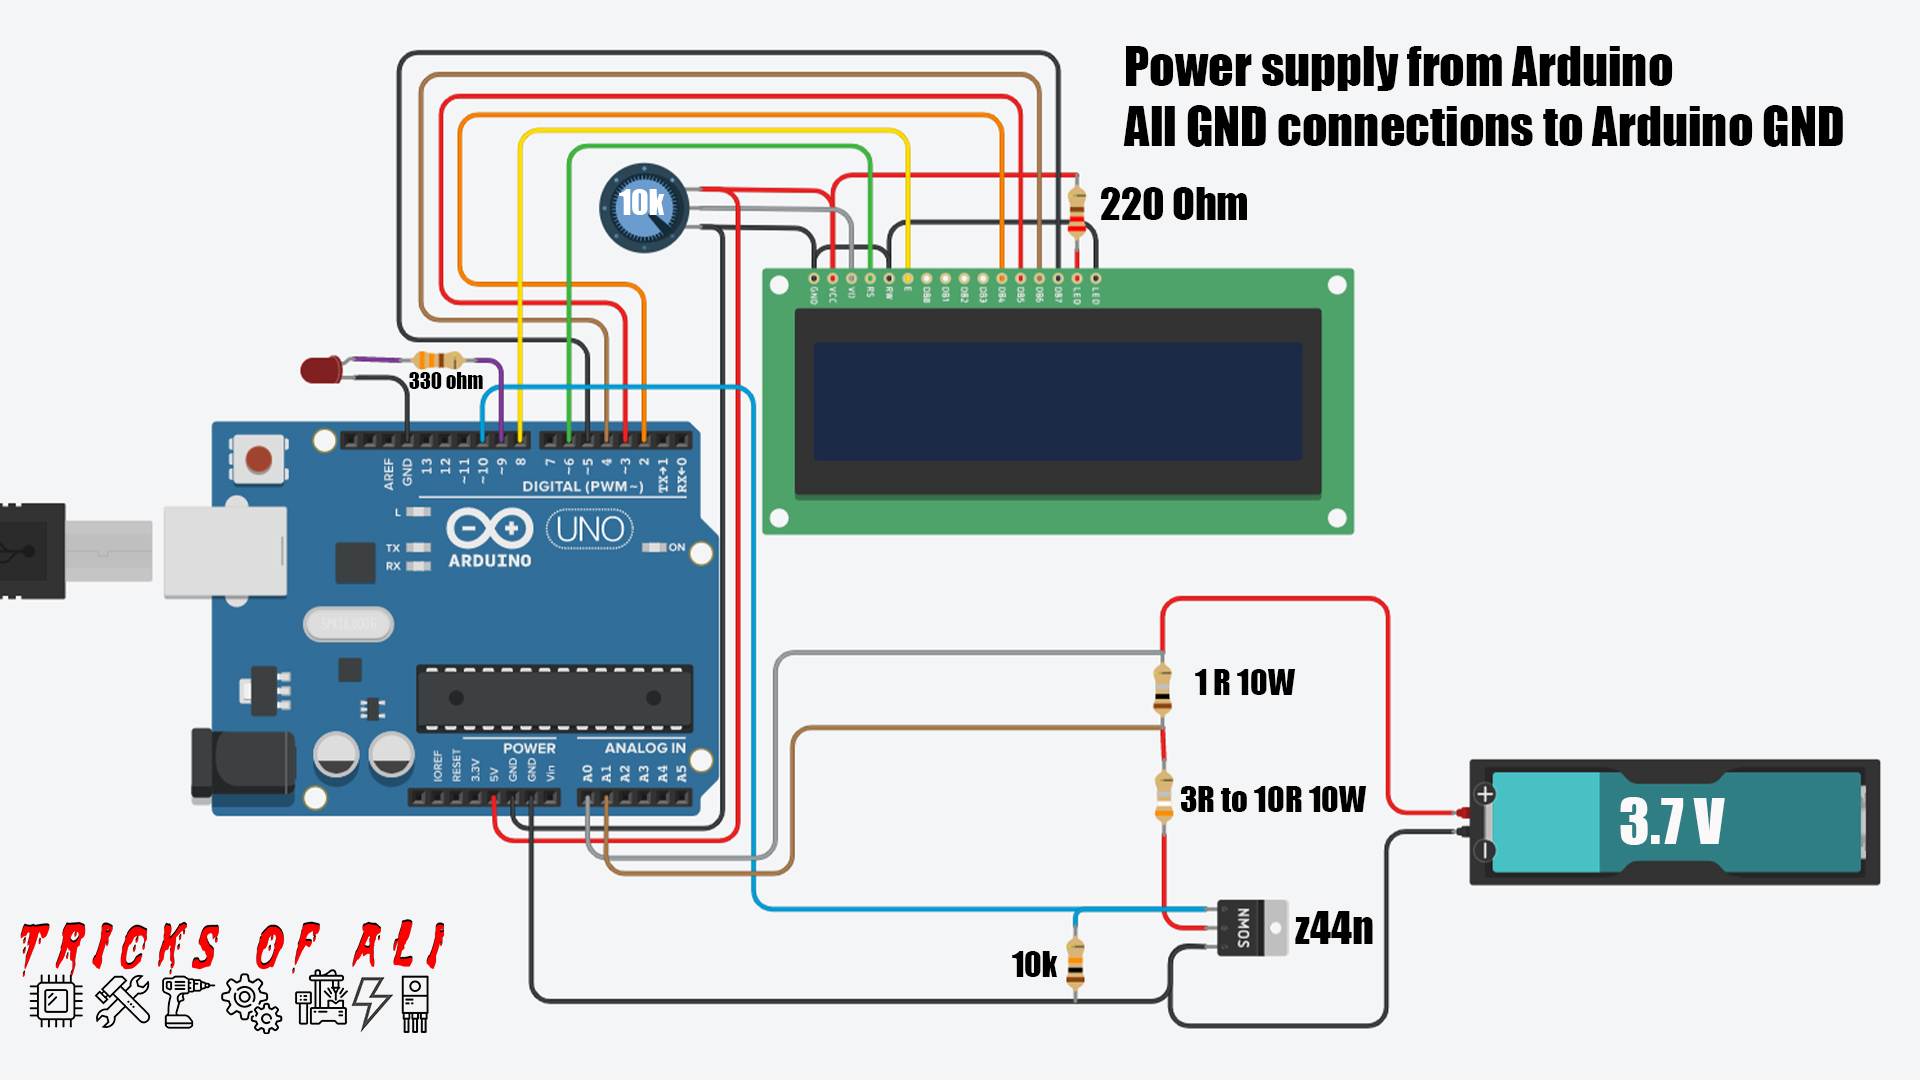 Power supply from Arduino
All GND connections to Arduino GND
10k
220 Ohm
GND VCC V0 RS RW E DB0 DB1 DB2 DB3 DB4 DB5 DB6 DB7 LED LED
330 ohm
AREF GND 13 12 ~11 ~10 ~9 8 7 ~6 ~5 4 ~3 2 TX→1 RX←0
DIGITAL (PWM~)
L
TX
RX
UNO
ON
ARDUINO
SPK16.000G
1 R 10W
POWER
ANALOG IN
IOREF RESET 3.3V 5V GND GND Vin A0 A1 A2 A3 A4 A5
3R to 10R 10W
+
3.7 V
-
NMOS
z44n
10k
TRICKS OF ALI